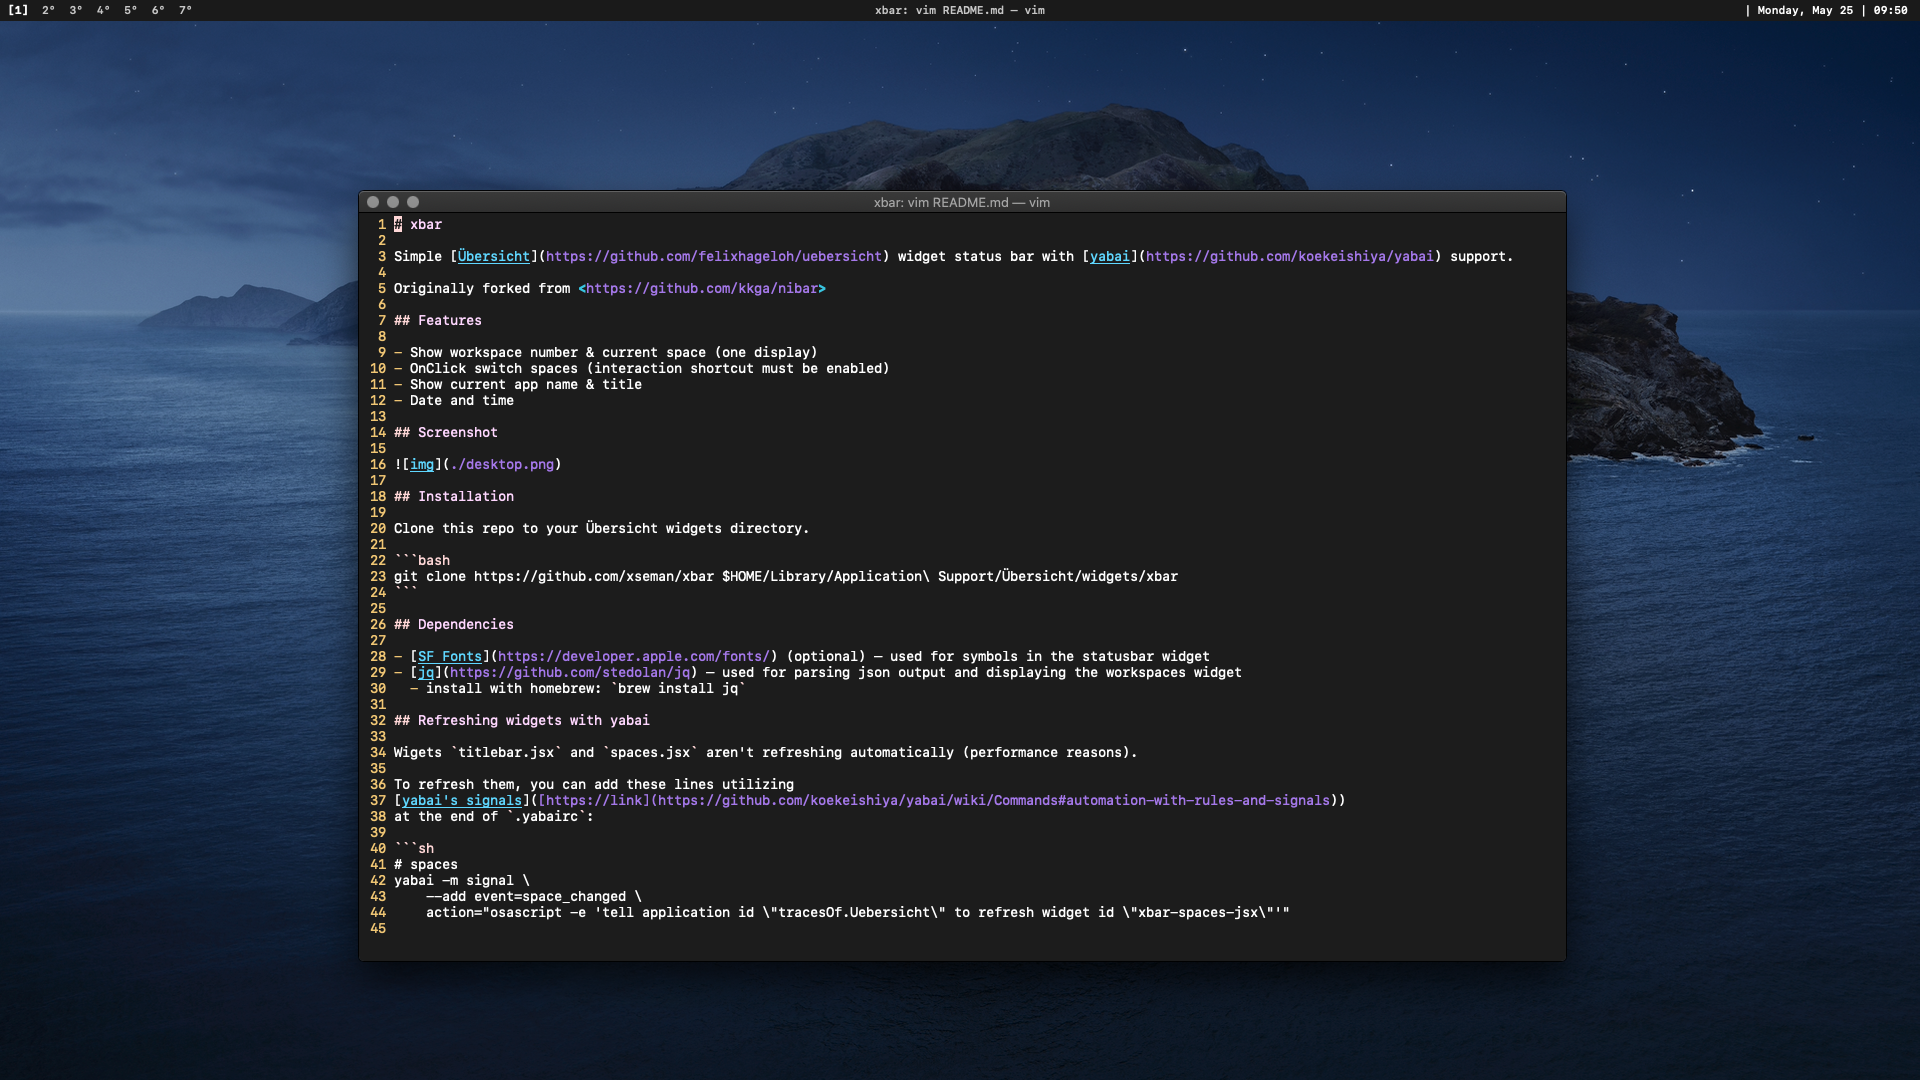 [1] 2° 3° 4° 5° 6° 7° xbar: vim README.md — vim | Monday, May 25 | 09:50
xbar: vim README.md — vim
1 # xbar
2
3 Simple [Übersicht](https://github.com/felixhageloh/uebersicht) widget status bar with [yabai](https://github.com/koekeishiya/yabai) support.
4
5 Originally forked from <https://github.com/kkga/nibar>
6
7 ## Features
8
9 - Show workspace number & current space (one display)
10 - OnClick switch spaces (interaction shortcut must be enabled)
11 - Show current app name & title
12 - Date and time
13
14 ## Screenshot
15
16 ![img](./desktop.png)
17
18 ## Installation
19
20 Clone this repo to your Übersicht widgets directory.
21
22 ```bash
23 git clone https://github.com/xseman/xbar $HOME/Library/Application\ Support/Übersicht/widgets/xbar
24 ```
25
26 ## Dependencies
27
28 - [SF Fonts](https://developer.apple.com/fonts/) (optional) — used for symbols in the statusbar widget
29 - [jq](https://github.com/stedolan/jq) — used for parsing json output and displaying the workspaces widget
30   - install with homebrew: `brew install jq`
31
32 ## Refreshing widgets with yabai
33
34 Wigets `titlebar.jsx` and `spaces.jsx` aren't refreshing automatically (performance reasons).
35
36 To refresh them, you can add these lines utilizing
37 [yabai's signals]([https://link](https://github.com/koekeishiya/yabai/wiki/Commands#automation-with-rules-and-signals))
38 at the end of `.yabairc`:
39
40 ```sh
41 # spaces
42 yabai -m signal \
43     --add event=space_changed \
44     action="osascript -e 'tell application id \"tracesOf.Uebersicht\" to refresh widget id \"xbar-spaces-jsx\"'"
45